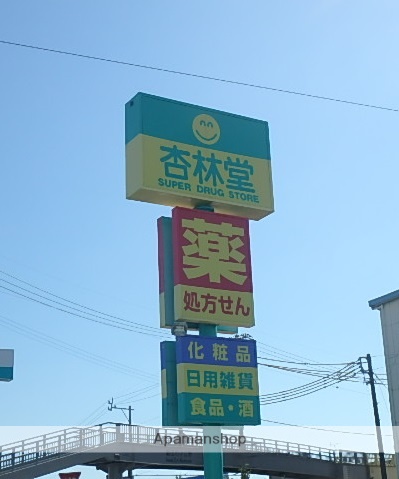 杏林堂
SUPER DRUG STORE
薬
処方せん
化粧品
日用雑貨
食品・酒
Apamanshop